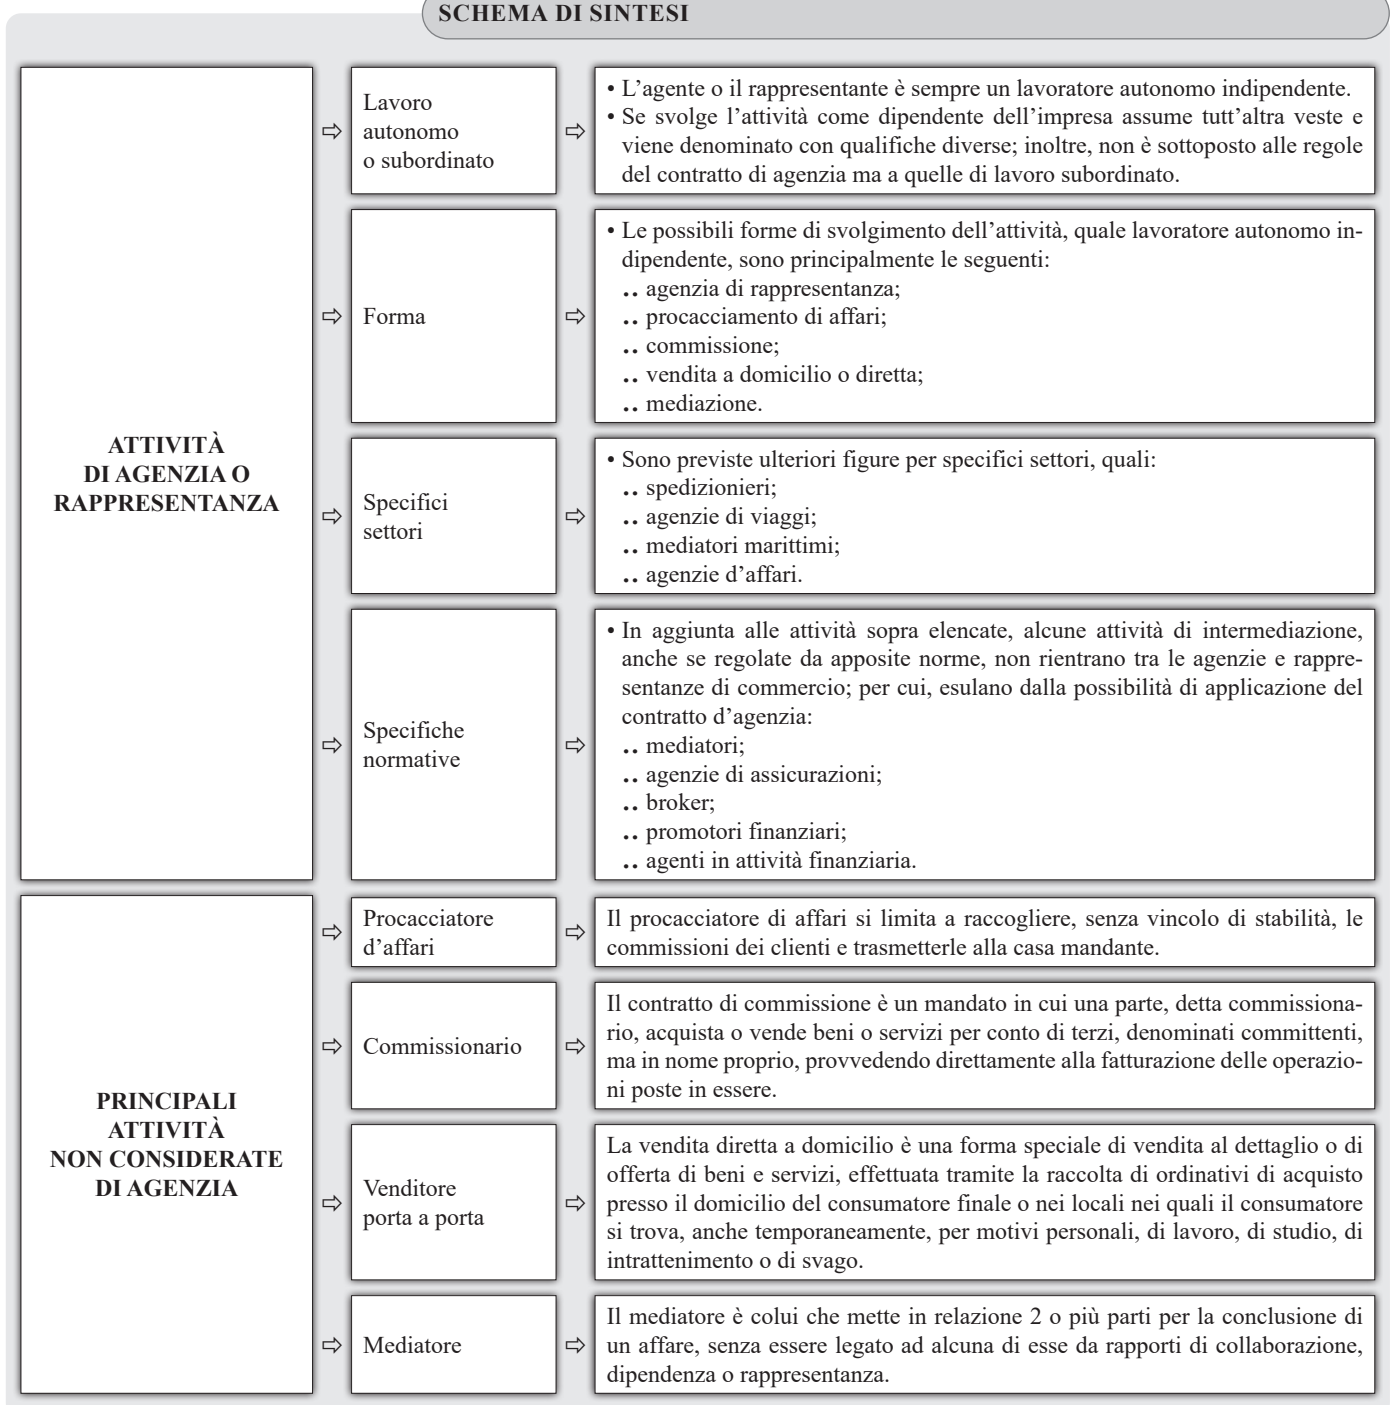 SCHEMA DI SINTESI
ATTIVITÀ
DI AGENZIA O
RAPPRESENTANZA
Lavoro
autonomo
o subordinato
• L'agente o il rappresentante è sempre un lavoratore autonomo indipendente.
• Se svolge l'attività come dipendente dell'impresa assume tutt'altra veste e
viene denominato con qualifiche diverse; inoltre, non è sottoposto alle regole
del contratto di agenzia ma a quelle di lavoro subordinato.
Forma
• Le possibili forme di svolgimento dell'attività, quale lavoratore autonomo in-
dipendente, sono principalmente le seguenti:
.. agenzia di rappresentanza;
.. procacciamento di affari;
.. commissione;
.. vendita a domicilio o diretta;
.. mediazione.
Specifici
settori
• Sono previste ulteriori figure per specifici settori, quali:
.. spedizionieri;
.. agenzie di viaggi;
.. mediatori marittimi;
.. agenzie d'affari.
Specifiche
normative
• In aggiunta alle attività sopra elencate, alcune attività di intermediazione,
anche se regolate da apposite norme, non rientrano tra le agenzie e rappre-
sentanze di commercio; per cui, esulano dalla possibilità di applicazione del
contratto d'agenzia:
.. mediatori;
.. agenzie di assicurazioni;
.. broker;
.. promotori finanziari;
.. agenti in attività finanziaria.
PRINCIPALI
ATTIVITÀ
NON CONSIDERATE
DI AGENZIA
Procacciatore
d'affari
Il procacciatore di affari si limita a raccogliere, senza vincolo di stabilità, le
commissioni dei clienti e trasmetterle alla casa mandante.
Commissionario
Il contratto di commissione è un mandato in cui una parte, detta commissiona-
rio, acquista o vende beni o servizi per conto di terzi, denominati committenti,
ma in nome proprio, provvedendo direttamente alla fatturazione delle operazio-
ni poste in essere.
Venditore
porta a porta
La vendita diretta a domicilio è una forma speciale di vendita al dettaglio o di
offerta di beni e servizi, effettuata tramite la raccolta di ordinativi di acquisto
presso il domicilio del consumatore finale o nei locali nei quali il consumatore
si trova, anche temporaneamente, per motivi personali, di lavoro, di studio, di
intrattenimento o di svago.
Mediatore
Il mediatore è colui che mette in relazione 2 o più parti per la conclusione di
un affare, senza essere legato ad alcuna di esse da rapporti di collaborazione,
dipendenza o rappresentanza.